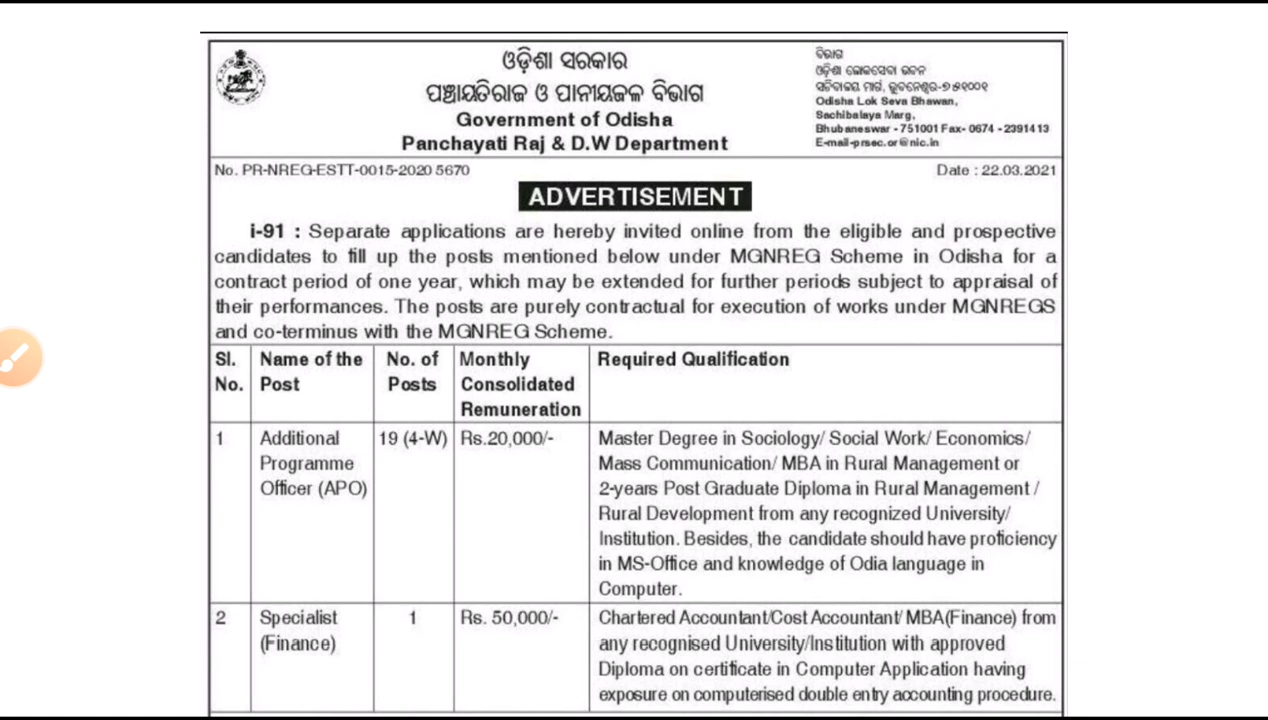 ଓଡ଼ିଶା ସରକାର
ପଞ୍ଚାୟତିରାଜ ଓ ପାନୀୟଜଳ ବିଭାଗ
Government of Odisha
Panchayati Raj & D.W Department
ବିଭାଗ
ଓଡ଼ିଶା ଲୋକସେବା ଭବନ
ସଚିବାଳୟ ମାର୍ଗ, ଭୁବନେଶ୍ୱର-୭୫୧୦୦୧
Odisha Lok Seva Bhawan,
Sachibalaya Marg,
Bhubaneswar - 751001 Fax- 0674 - 2391413
E-mail-prsec.or@nic.in
No. PR-NREG-ESTT-0015-2020 5670
Date : 22.03.2021
ADVERTISEMENT
i-91 : Separate applications are hereby invited online from the eligible and prospective
candidates to fill up the posts mentioned below under MGNREG Scheme in Odisha for a
contract period of one year, which may be extended for further periods subject to appraisal of
their performances. The posts are purely contractual for execution of works under MGNREGS
and co-terminus with the MGNREG Scheme.
Sl.
No.
Name of the
Post
No. of
Posts
Monthly
Consolidated
Remuneration
Required Qualification
1
Additional
Programme
Officer (APO)
19 (4-W)
Rs.20,000/-
Master Degree in Sociology/ Social Work/ Economics/
Mass Communication/ MBA in Rural Management or
2-years Post Graduate Diploma in Rural Management /
Rural Development from any recognized University/
Institution. Besides, the candidate should have proficiency
in MS-Office and knowledge of Odia language in
Computer.
2
Specialist
(Finance)
1
Rs. 50,000/-
Chartered Accountant/Cost Accountant/ MBA(Finance) from
any recognised University/Institution with approved
Diploma on certificate in Computer Application having
exposure on computerised double entry accounting procedure.